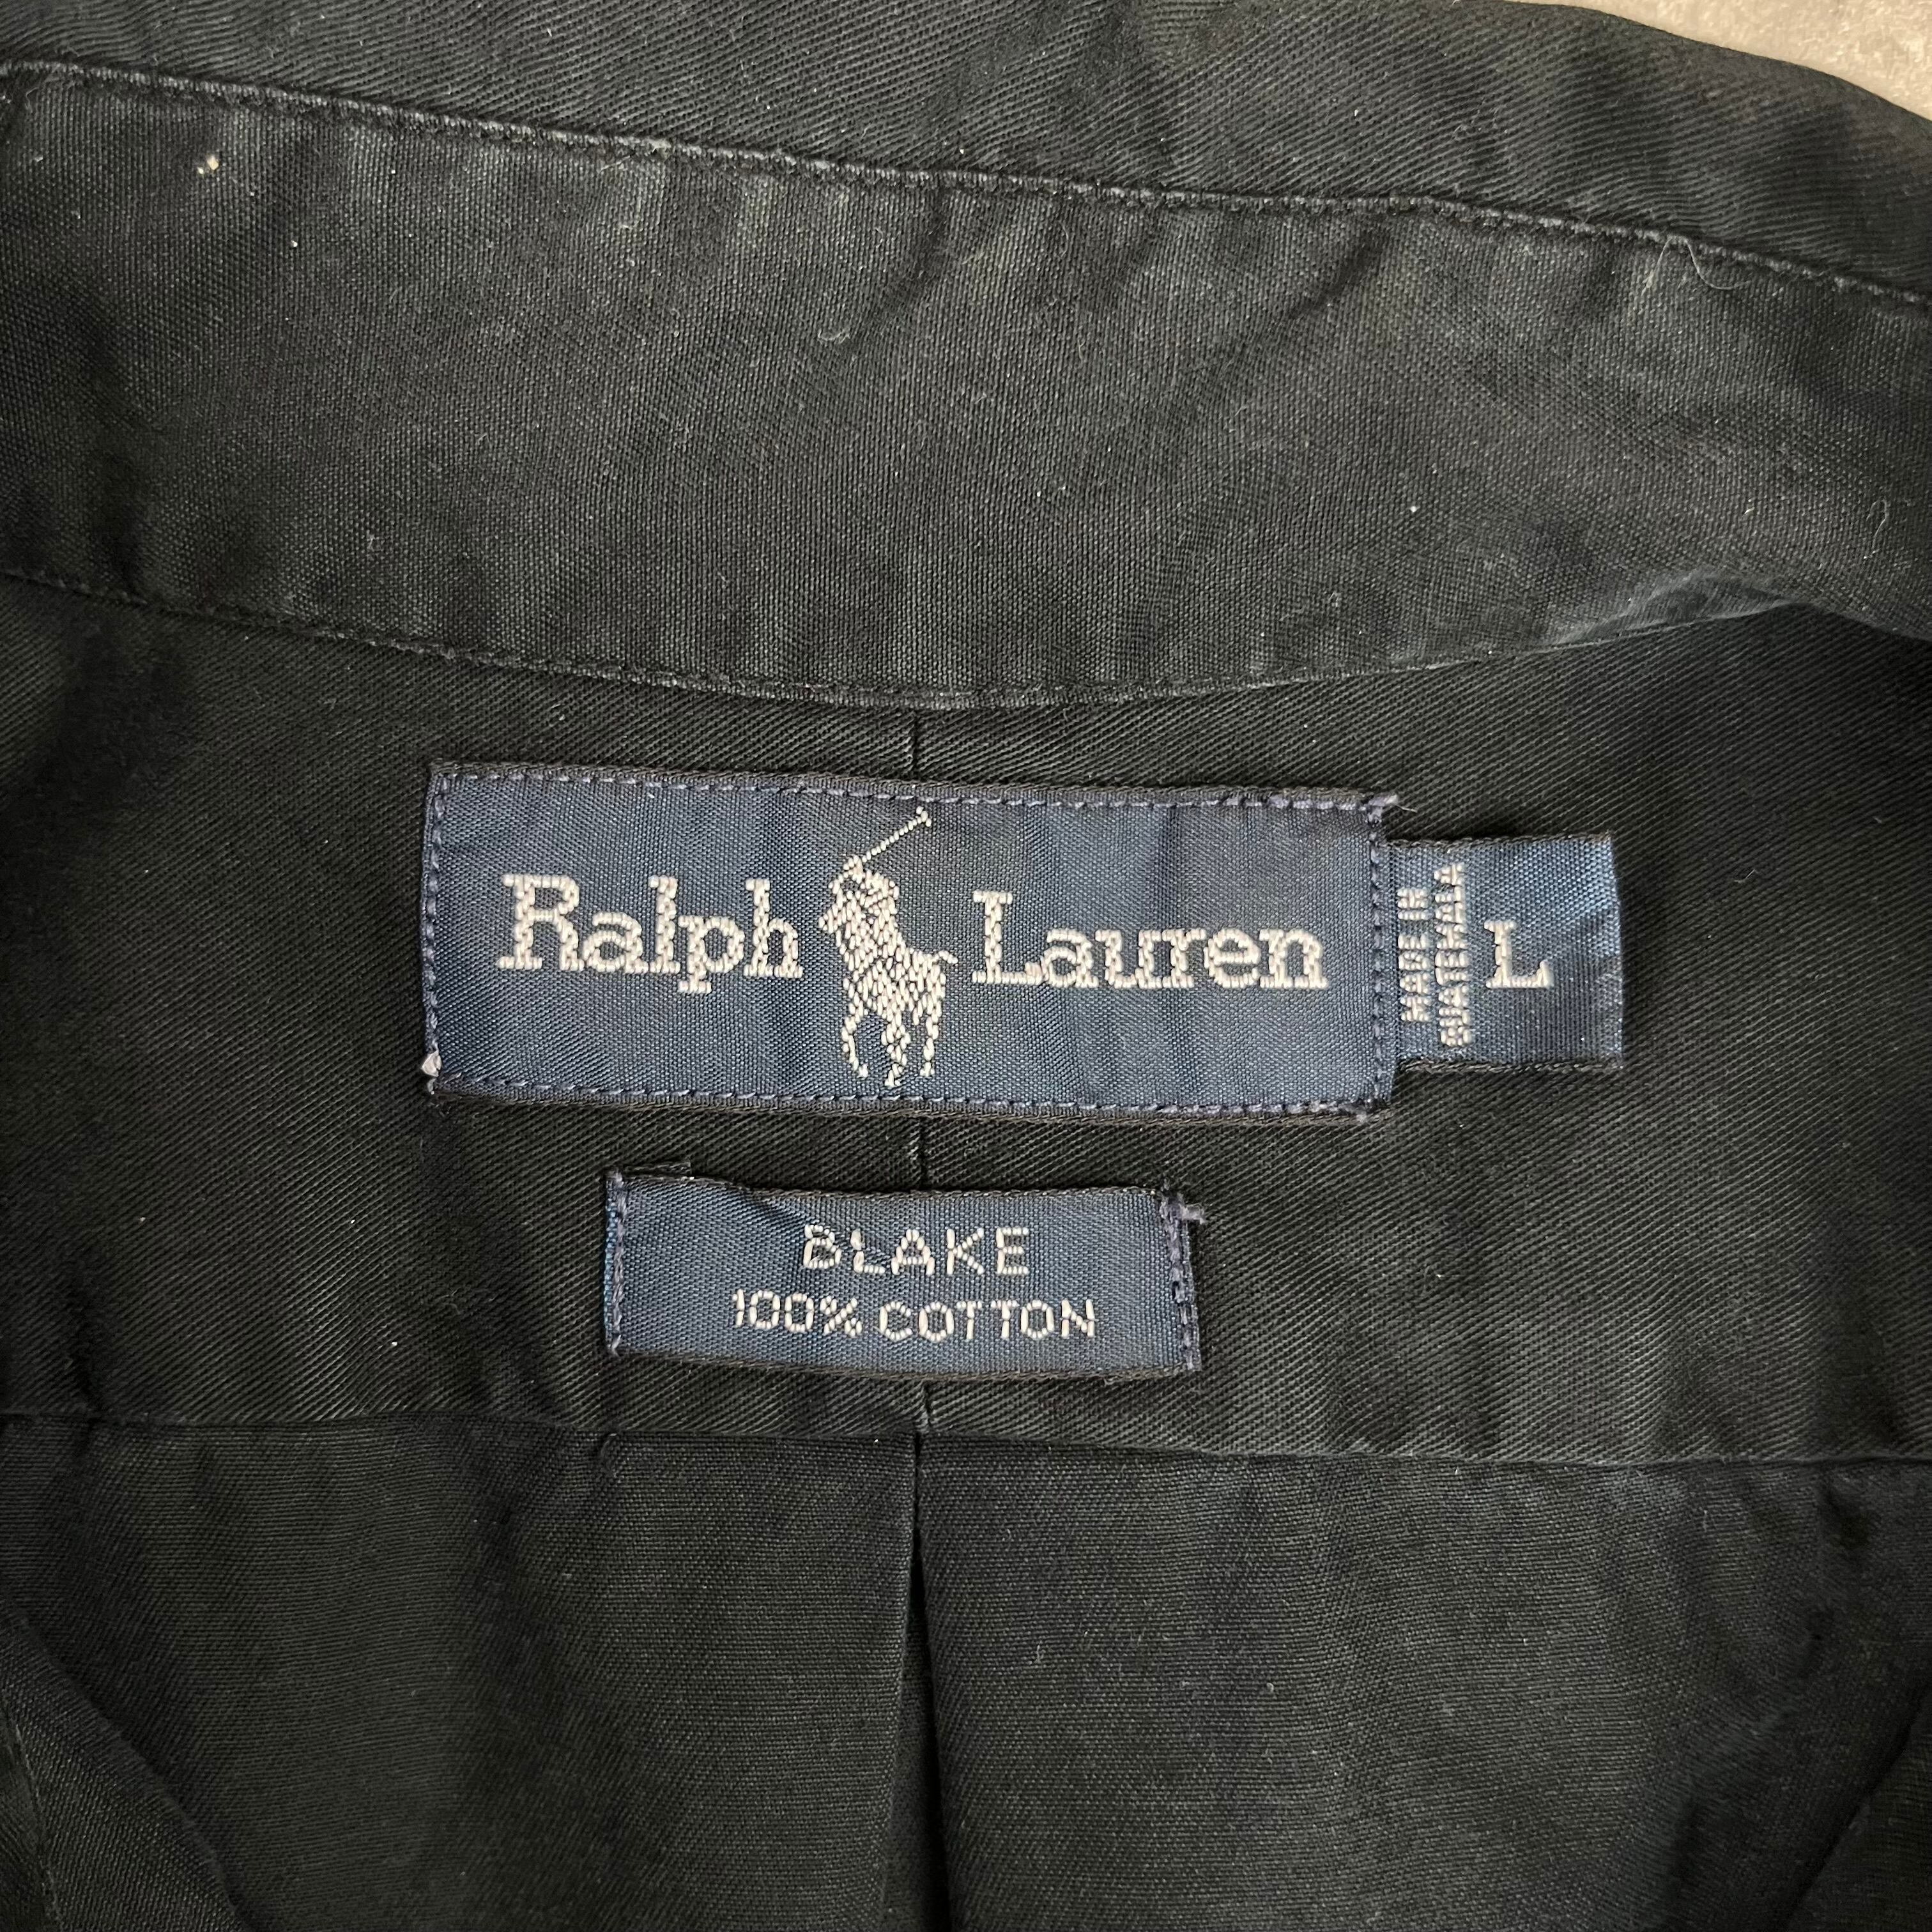 Ralph Lauren
MADE IN
GUATEMALA
L
BLAKE
100% COTTON